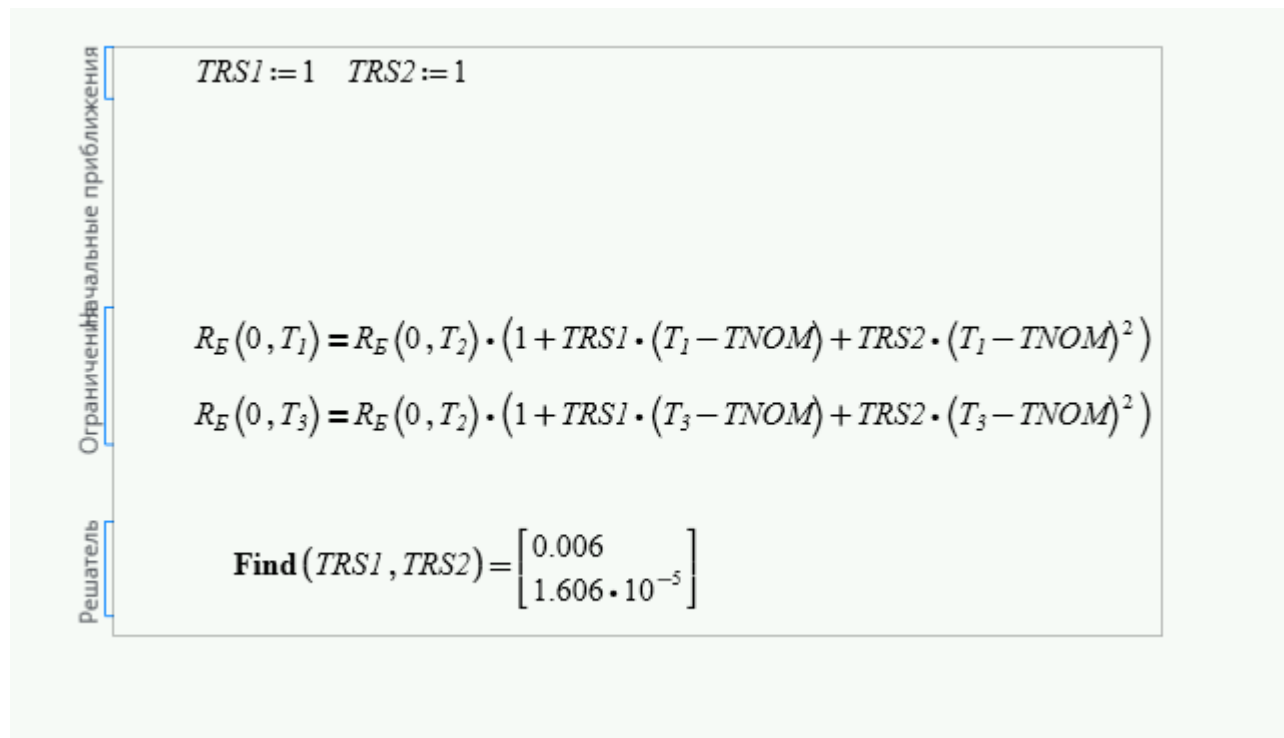 Начальные приближения
TRS1:=1 TRS2:=1
Ограничения
R_Б(0,T_1)=R_Б(0,T_2)•(1+TRS1•(T_1−TNOM)+TRS2•(T_1−TNOM)^2)
R_Б(0,T_3)=R_Б(0,T_2)•(1+TRS1•(T_3−TNOM)+TRS2•(T_3−TNOM)^2)
Решатель
Find(TRS1,TRS2)=[0.006
1.606•10^−5]